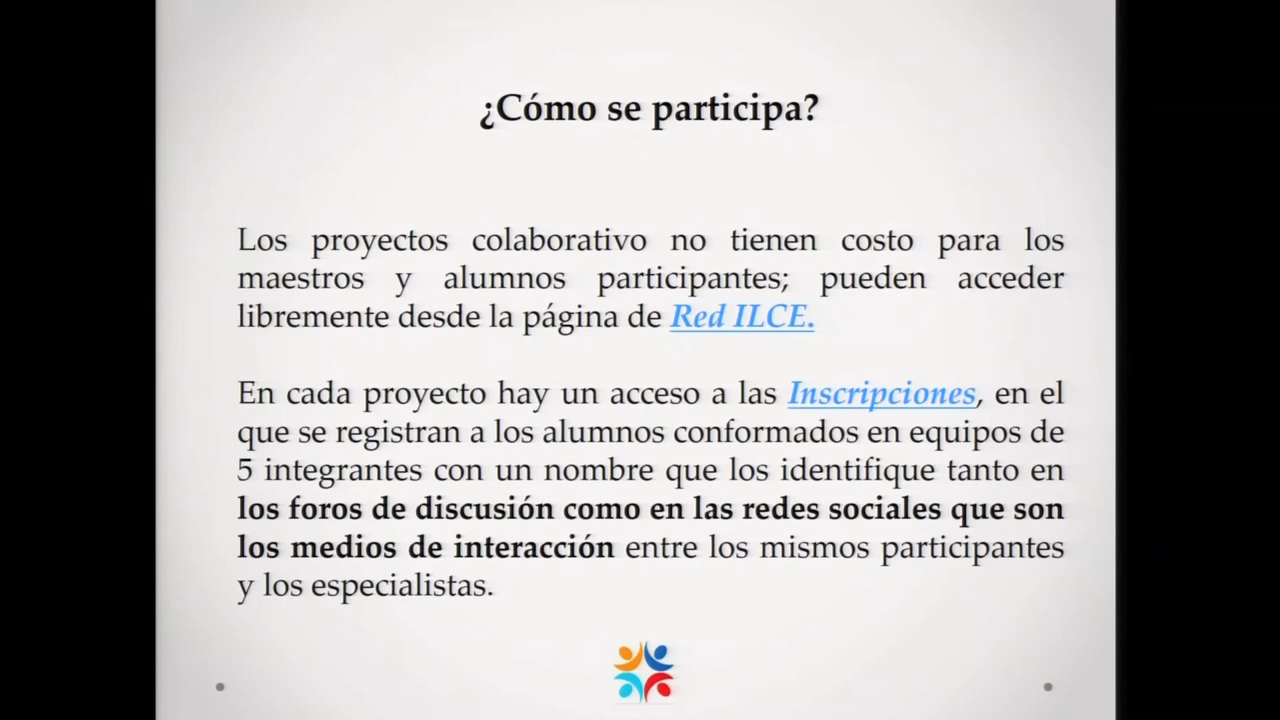 ¿Cómo se participa?
Los proyectos colaborativo no tienen costo para los
maestros y alumnos participantes; pueden acceder
libremente desde la página de Red ILCE.
En cada proyecto hay un acceso a las Inscripciones, en el
que se registran a los alumnos conformados en equipos de
5 integrantes con un nombre que los identifique tanto en
los foros de discusión como en las redes sociales que son
los medios de interacción entre los mismos participantes
y los especialistas.